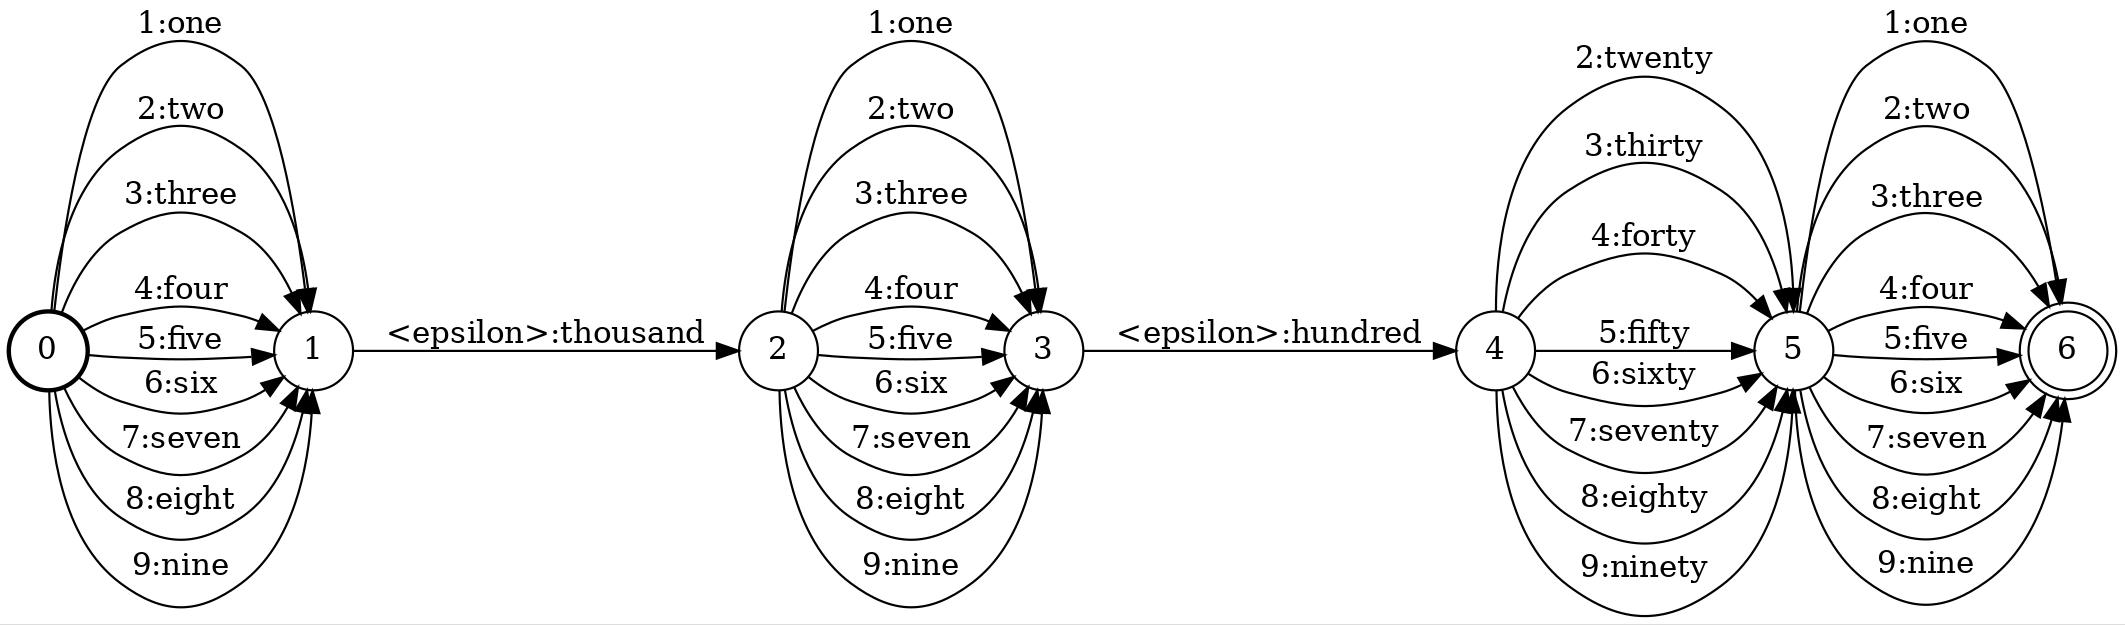 1:one
2:two
3:three
4:four
5:five
6:six
7:seven
8:eight
9:nine
0
1
<epsilon>:thousand
2
1:one
2:two
3:three
4:four
5:five
6:six
7:seven
8:eight
9:nine
3
<epsilon>:hundred
4
2:twenty
3:thirty
4:forty
5:fifty
6:sixty
7:seventy
8:eighty
9:ninety
5
1:one
2:two
3:three
4:four
5:five
6:six
7:seven
8:eight
9:nine
6